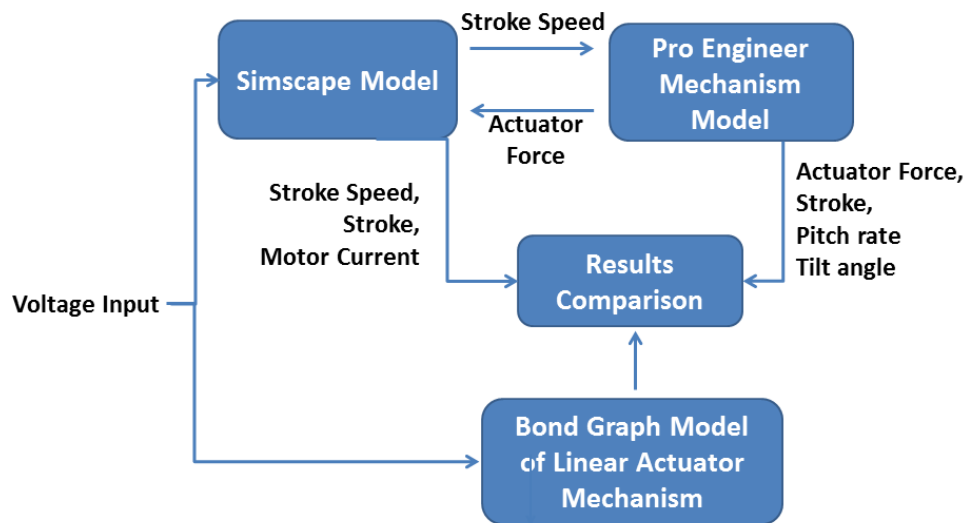 Stroke Speed
Simscape Model
Pro Engineer
Mechanism
Model
Actuator
Force
Stroke Speed,
Stroke,
Motor Current
Actuator Force,
Stroke,
Pitch rate
Tilt angle
Results
Comparison
Voltage Input
Bond Graph Model
of Linear Actuator
Mechanism